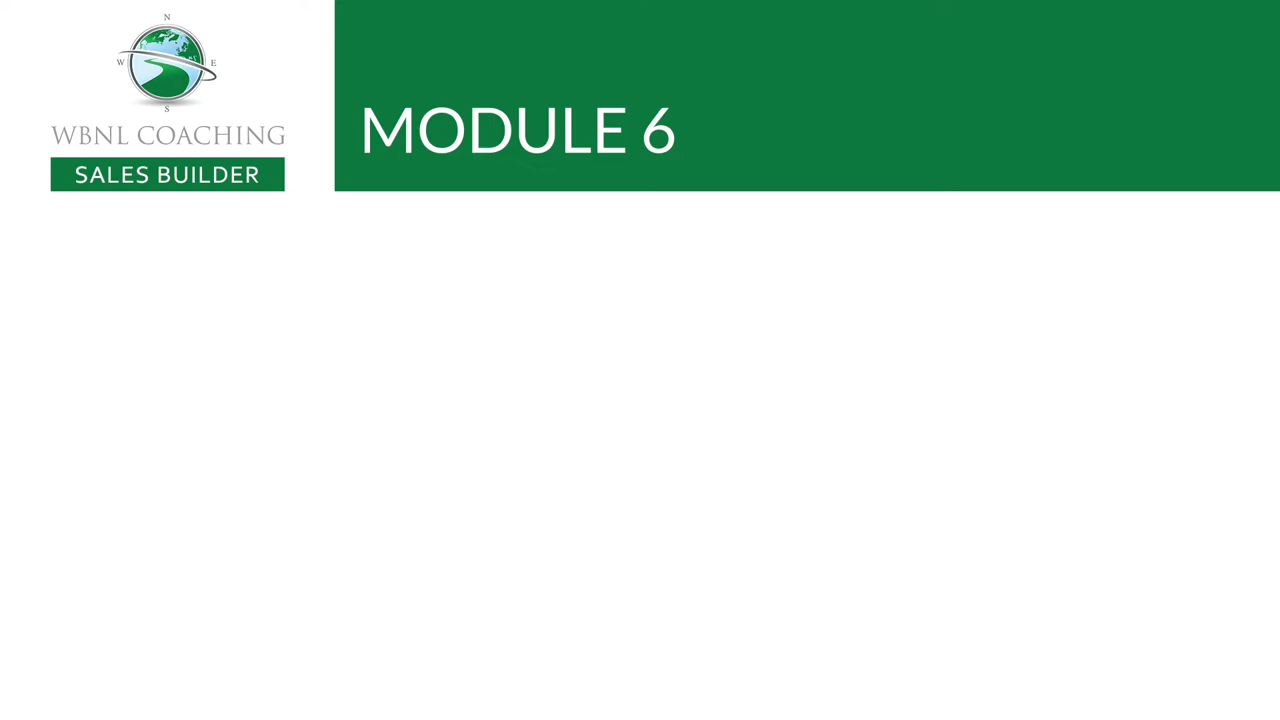 N
W E
S
WBNL COACHING
SALES BUILDER
MODULE 6